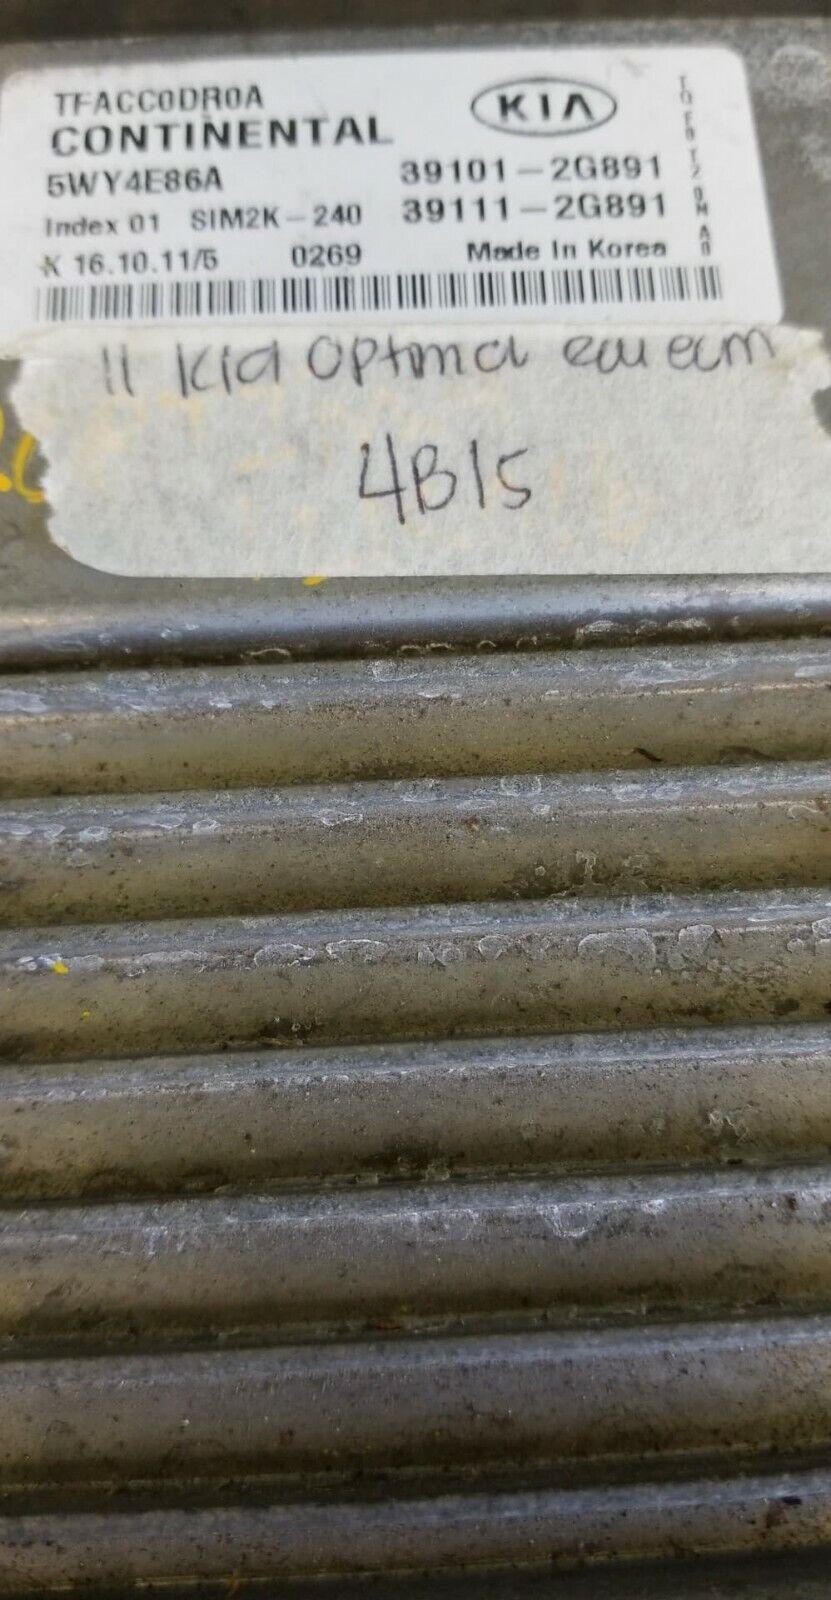 TFACC0DR0A
CONTINENTAL
KIA
5WY4E86A 39101-2G891
Index 01 SIM2K-240 39111-2G891
K 16.10.11/5 0269 Made In Korea
11 Kia Optima ecu ecm
4B15